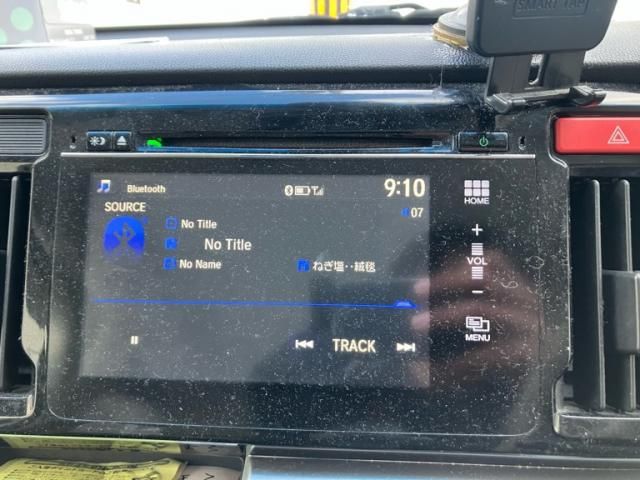 SMART TAP
Bluetooth
9:10
SOURCE
07
No Title
No Title
No Name
ねぎ塩・・絨毯
TRACK
HOME
+
VOL
−
MENU